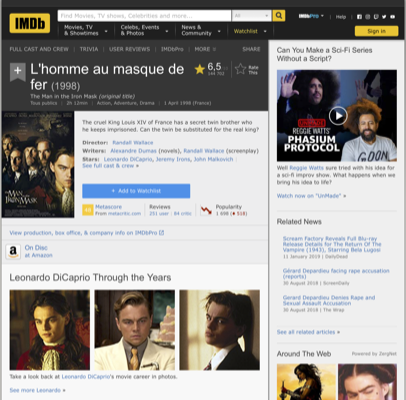 IMDb
Find Movies, TV shows, Celebrities and more...
All
IMDbPro
Help
Movies, TV
& Showtimes
Celebs, Events
& Photos
News &
Community
Watchlist
Sign in
FULL CAST AND CREW | TRIVIA | USER REVIEWS | IMDbPro | MORE
SHARE
L'homme au masque de
fer (1998)
The Man in the Iron Mask (original title)
Tous publics | 2h 12min | Action, Adventure, Drama | 1 April 1998 (France)
6,5
Rate
This
The cruel King Louis XIV of France has a secret twin brother who
he keeps imprisoned. Can the twin be substituted for the real king?
Director: Randall Wallace
Writers: Alexandre Dumas (novels), Randall Wallace (screenplay)
Stars: Leonardo DiCaprio, Jeremy Irons, John Malkovich
See full cast & crew »
+ Add to Watchlist
Metascore
From metacritic.com
Reviews
251 user | 84 critic
Popularity
1 698 (518)
View production, box office, & company info on IMDbPro
On Disc
at Amazon
Leonardo DiCaprio Through the Years
Take a look back at Leonardo DiCaprio's movie career in photos.
See more Leonardo »
Can You Make a Sci-Fi Series
Without a Script?
REGGIE WATTS'
PHASIUM
PROTOCOL
Well Reggie Watts sure tried with his idea for
a sci-fi improv show. What happens when we
bring his idea to life?
Watch now on "UnMade" »
Related News
Scream Factory Reveals Full Blu-ray
Release Details for The Return Of The
Vampire (1943), Starring Bela Lugosi
11 January 2019 | DailyDead
Gérard Depardieu facing rape accusation
(reports)
30 August 2018 | ScreenDaily
Gerard Depardieu Denies Rape and
Sexual Assault Accusation
30 August 2018 | The Wrap
See all related articles »
Around The Web
Powered by ZergNet